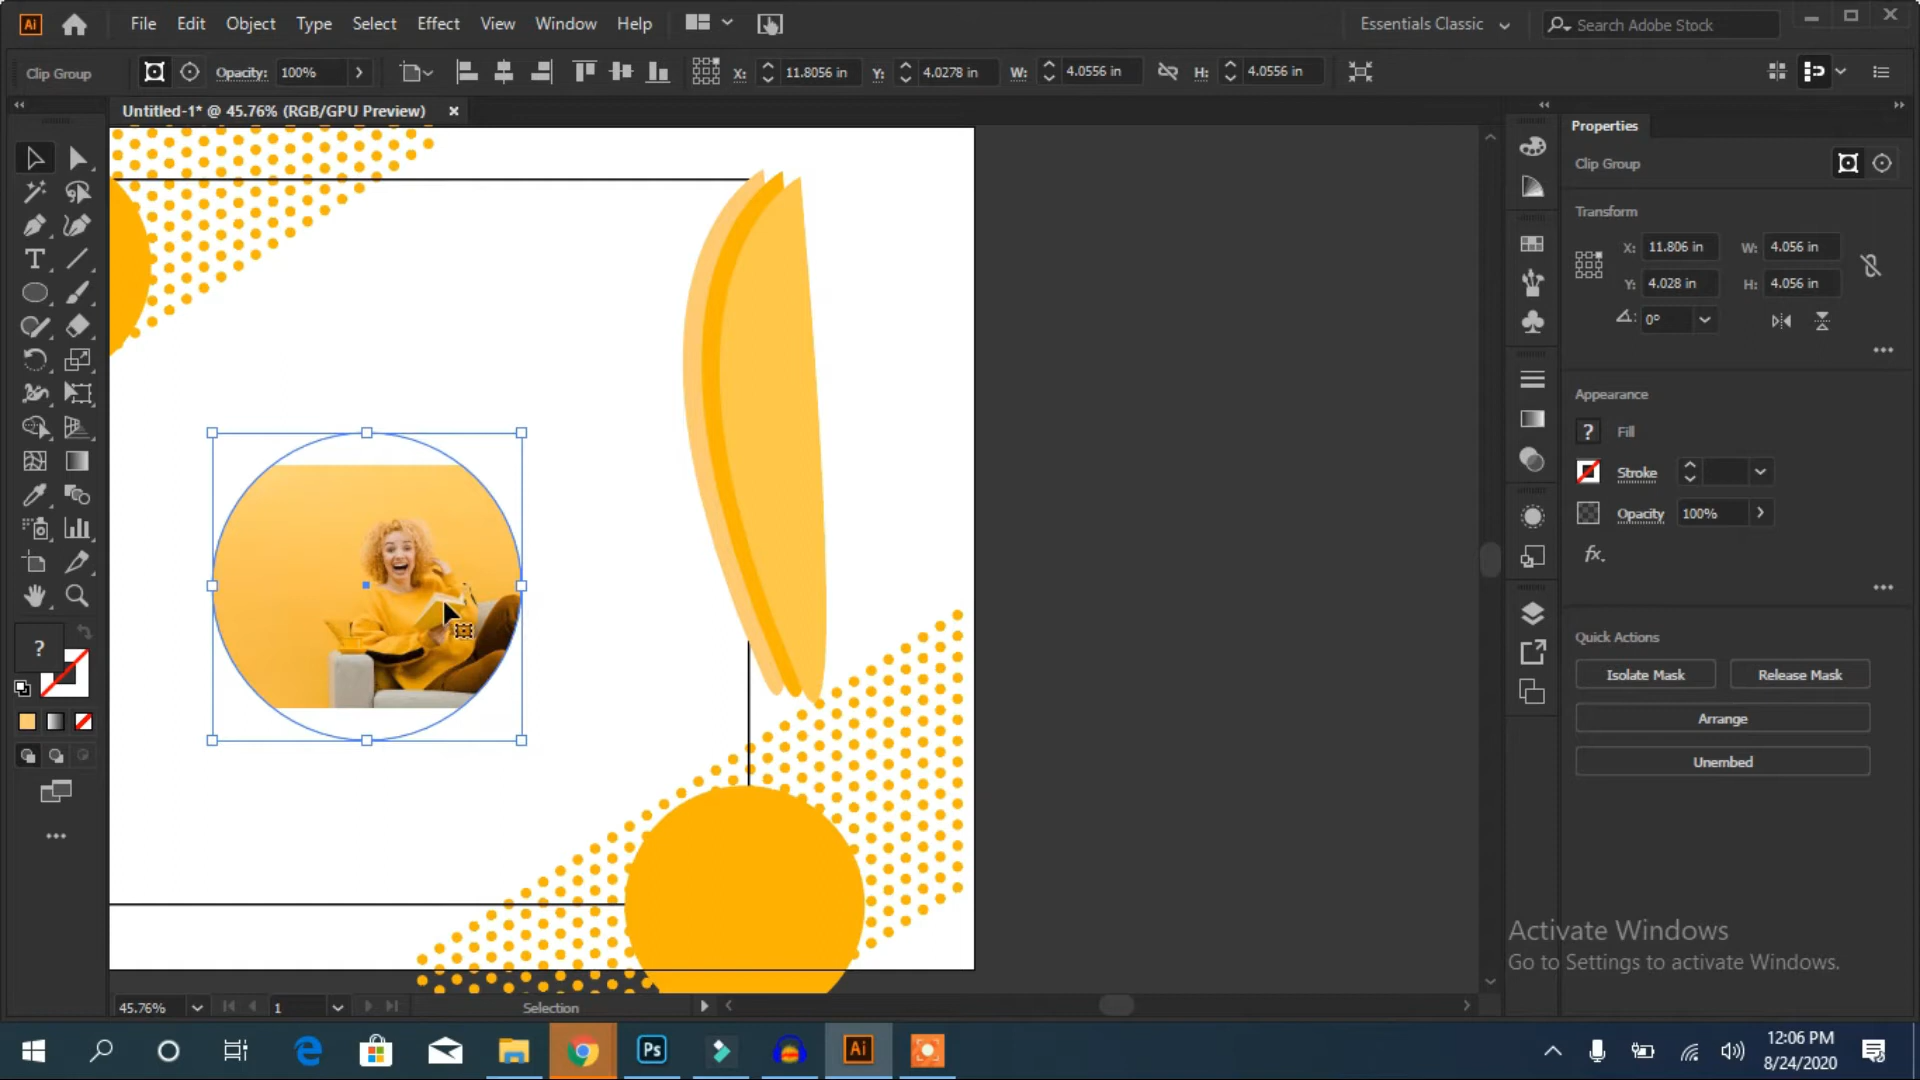 Ai File Edit Object Type Select Effect View Window Help Essentials Classic Search Adobe Stock
Clip Group Opacity: 100% X: 11.8056 in Y: 4.0278 in W: 4.0556 in H: 4.0556 in
Untitled-1* @ 45.76% (RGB/GPU Preview)
Properties
Clip Group
Transform
X: 11.806 in W: 4.056 in
Y: 4.028 in H: 4.056 in
0°
Appearance
? Fill
Stroke
Opacity 100%
fx.
Quick Actions
Isolate Mask Release Mask
Arrange
Unembed
T
?
Activate Windows
Go to Settings to activate Windows.
45.76% 1 Selection
Ps Ai 12:06 PM
8/24/2020